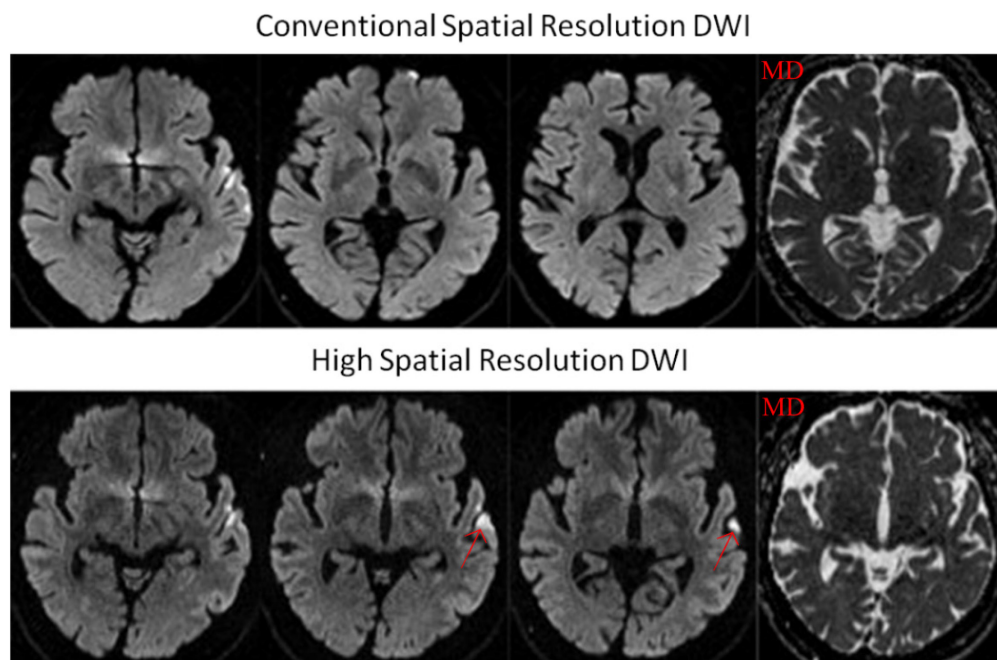 Conventional Spatial Resolution DWI
MD
High Spatial Resolution DWI
MD